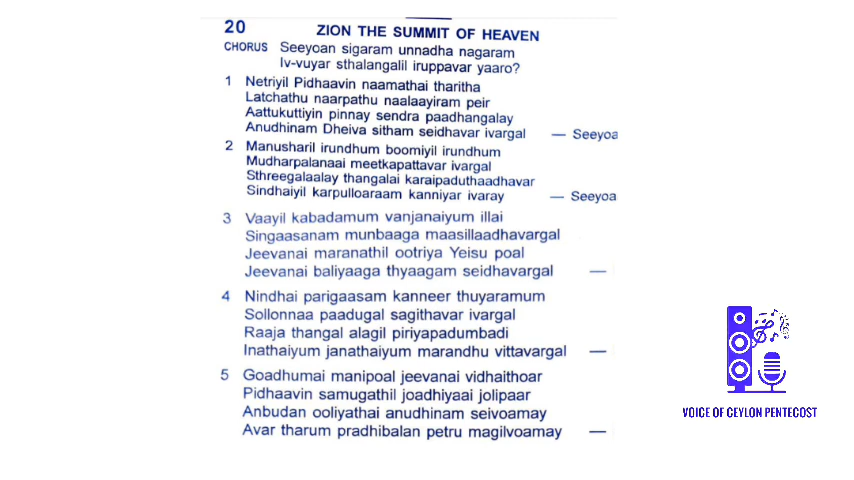 20 ZION THE SUMMIT OF HEAVEN
CHORUS Seeyoan sigaram unnadha nagaram
Iv-vuyar sthalangalil iruppavar yaaro?
1 Netriyil Pidhaavin naamathai tharitha
Latchathu naarpathu naalaayiram peir
Aattukuttiyin pinnay sendra paadhangalay
Anudhinam Dheiva sitham seidhavar ivargal — Seeyoa
2 Manusharil irundhum boomiyil irundhum
Mudharpalanaai meetkapattavar ivargal
Sthreegalaalay thangalai karaipaduthaadhavar
Sindhaiyil karpulloaraam kanniyar ivaray — Seeyoa
3 Vaayil kabadamum vanjanaiyum illai
Singaasanam munbaaga maasillaadhavargal
Jeevanai maranathil ootriya Yeisu poal
Jeevanai baliyaaga thyaagam seidhavargal —
4 Nindhai parigaasam kanneer thuyaramum
Sollonnaa paadugal sagithavar ivargal
Raaja thangal alagil piriyapadumbadi
Inathaiyum janathaiyum marandhu vittavargal —
5 Goadhumai manipoal jeevanai vidhaithoar
Pidhaavin samugathil joadhiyaai jolipaar
Anbudan ooliyathai anudhinam seivoamay
Avar tharum pradhibalan petru magilvoamay —
VOICE OF CEYLON PENTECOST